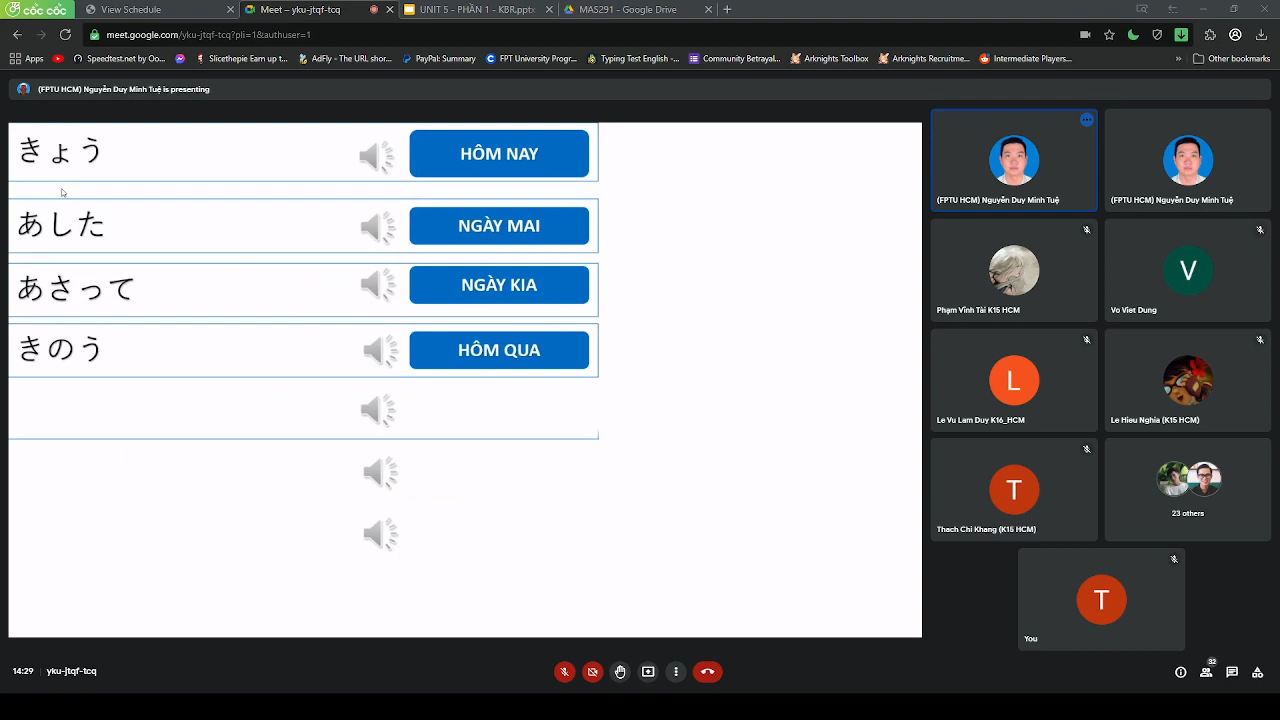 cốc cốc
View Schedule
Meet – yku-jtqf-tcq
UNIT 5 - PHẦN 1 - KBR.pptx
MAS291 - Google Drive
meet.google.com/yku-jtqf-tcq?pli=1&authuser=1
Apps
Speedtest.net by Oo...
Slicethepie Earn up t...
AdFly - The URL shor...
PayPal: Summary
FPT University Progr...
Typing Test English -...
Community Betrayal...
Arknights Toolbox
Arknights Recruitme...
Intermediate Players...
Other bookmarks
(FPTU HCM) Nguyễn Duy Minh Tuệ is presenting
きょう
HÔM NAY
あした
NGÀY MAI
あさって
NGÀY KIA
きのう
HÔM QUA
(FPTU HCM) Nguyễn Duy Minh Tuệ
(FPTU HCM) Nguyễn Duy Minh Tuệ
Phạm Vĩnh Tài K15 HCM
V
Vo Viet Dung
L
Le Vu Lam Duy K16_HCM
Le Hieu Nghia (K15 HCM)
T
Thach Chi Khang (K15 HCM)
23 others
T
You
14:29
yku-jtqf-tcq
32